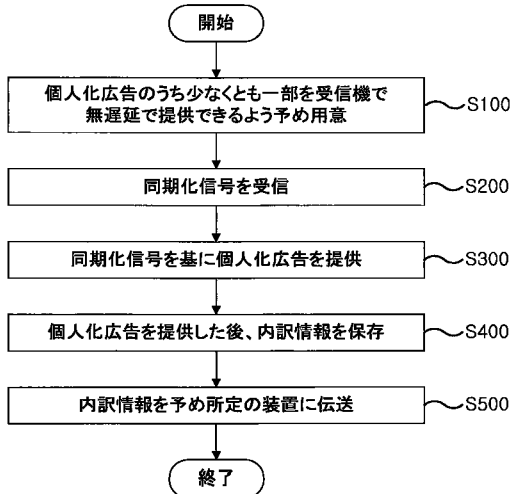 開始
個人化広告のうち少なくとも一部を受信機で
無遅延で提供できるよう予め用意
S100
同期化信号を受信
S200
同期化信号を基に個人化広告を提供
S300
個人化広告を提供した後、内訳情報を保存
S400
内訳情報を予め所定の装置に伝送
S500
終了